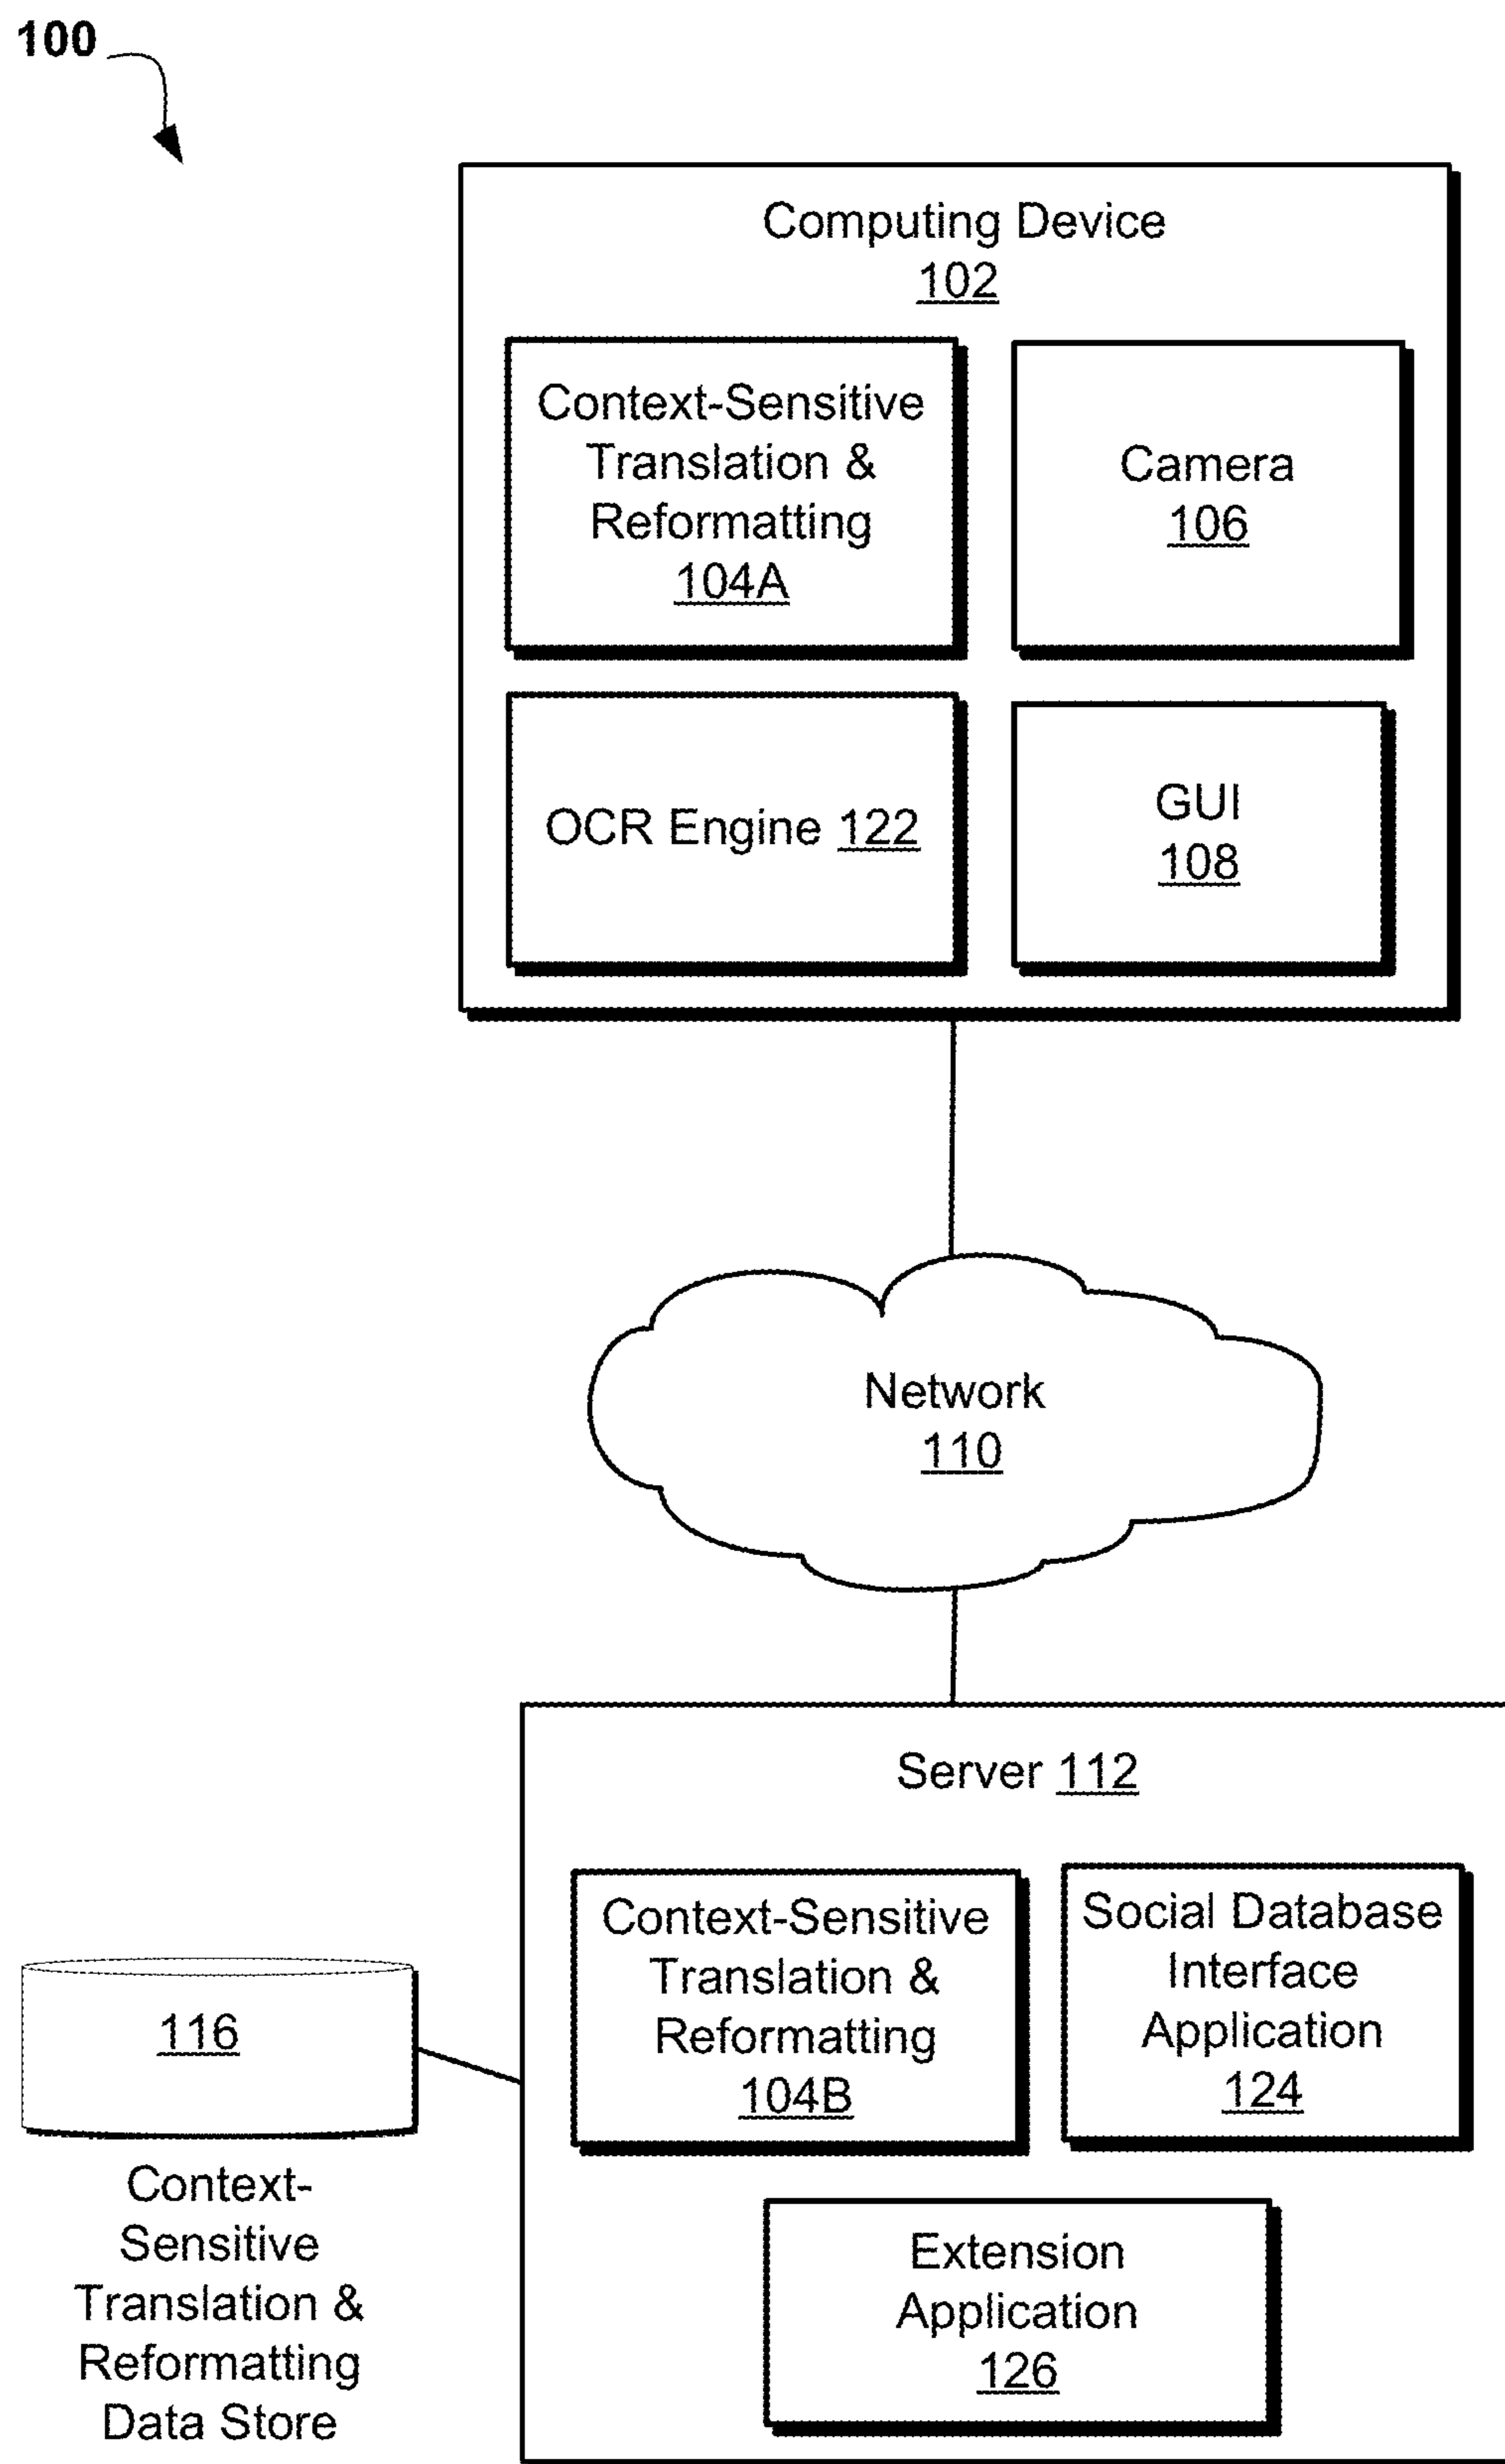 100
Computing Device
102
Context-Sensitive
Translation &
Reformatting
104A
Camera
106
OCR Engine 122
GUI
108
Network
110
Server 112
Context-Sensitive
Translation &
Reformatting
104B
Social Database
Interface
Application
124
116
Context-
Sensitive
Translation &
Reformatting
Data Store
Extension
Application
126